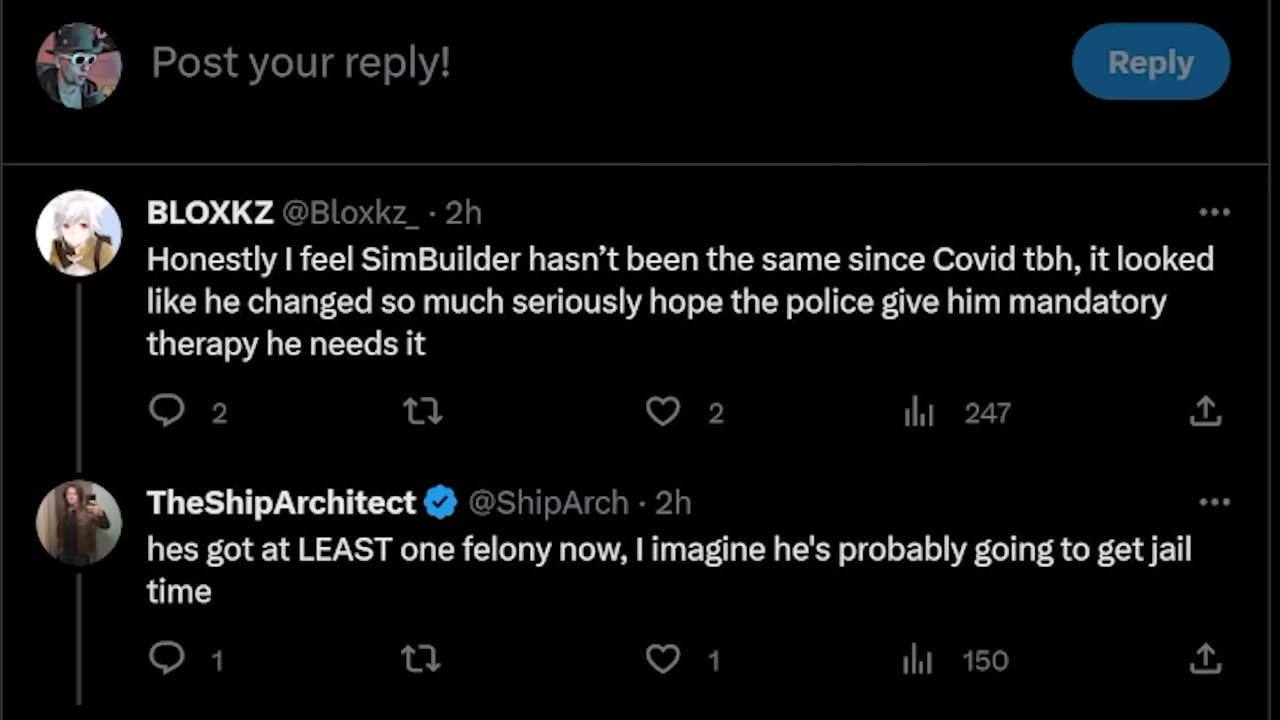 Post your reply!
Reply
BLOXKZ @Bloxkz_ · 2h
Honestly I feel SimBuilder hasn’t been the same since Covid tbh, it looked
like he changed so much seriously hope the police give him mandatory
therapy he needs it
2 2 247
TheShipArchitect @ShipArch · 2h
hes got at LEAST one felony now, I imagine he's probably going to get jail
time
1 1 150